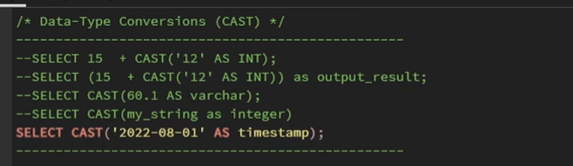 /* Data-Type Conversions (CAST) */
--------------------------------------------------
--SELECT 15  + CAST('12' AS INT);
--SELECT (15  + CAST('12' AS INT)) as output_result;
--SELECT CAST(60.1 AS varchar);
--SELECT CAST(my_string as integer)
SELECT CAST('2022-08-01' AS timestamp);
--------------------------------------------------